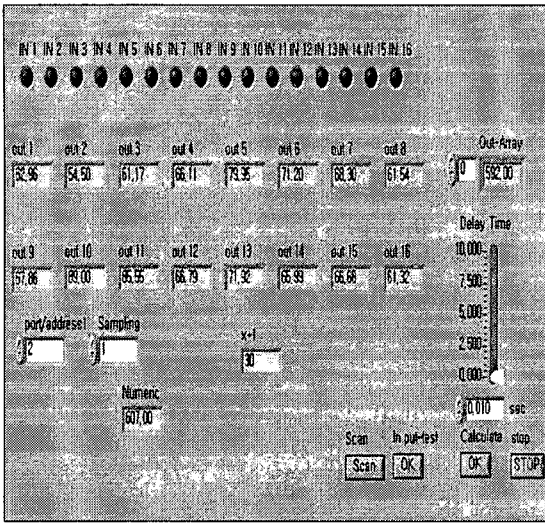 IN 1 IN 2 IN 3 IN 4 IN 5 IN 6 IN 7 IN 8 IN 9 IN 10 IN 11 IN 12 IN 13 IN 14 IN 15 IN 16
out 1 out 2 out 3 out 4 out 5 out 6 out 7 out 8 Out-Array
62,96 54,50 61,17 66,11 79,95 71,20 68,30 61,54 0 592,00
Delay Time
out 9 out 10 out 11 out 12 out 13 out 14 out 15 out 16 10,000
57,86 89,00 95,55 66,79 71,92 65,99 66,68 61,32 7,500
5,000
port/address1 Sampling x+1
2 1 30 2,500
0,000
Numeric
607,00 0,010 sec
Scan In put-test Calculate stop
Scan OK OK STOP